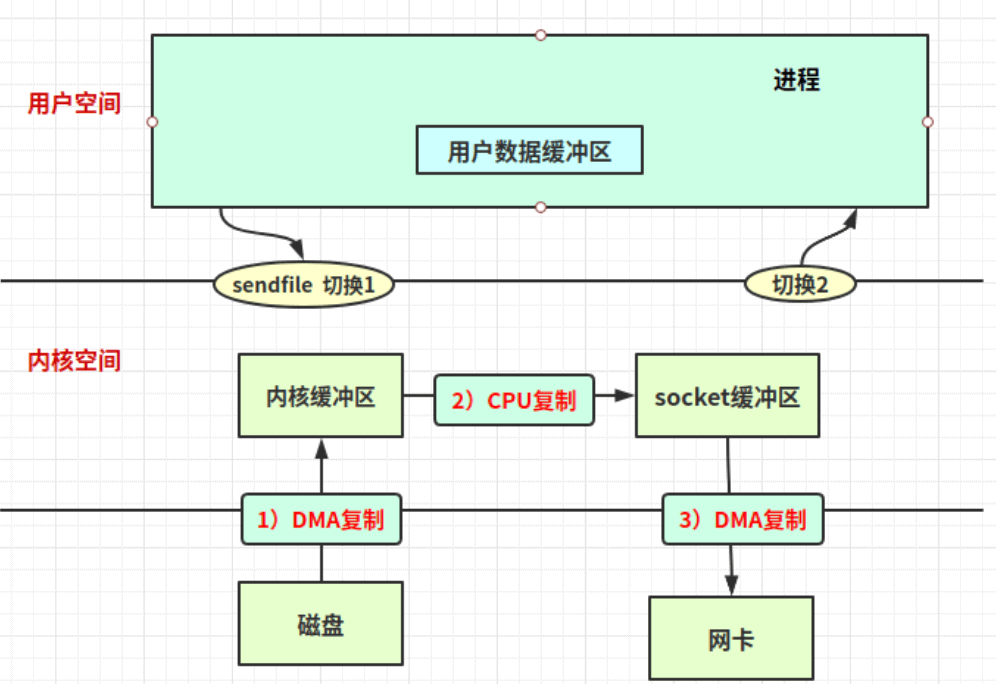 进程
用户空间
用户数据缓冲区
sendfile 切换1
切换2
内核空间
内核缓冲区
2）CPU复制
socket缓冲区
1）DMA复制
3）DMA复制
磁盘
网卡